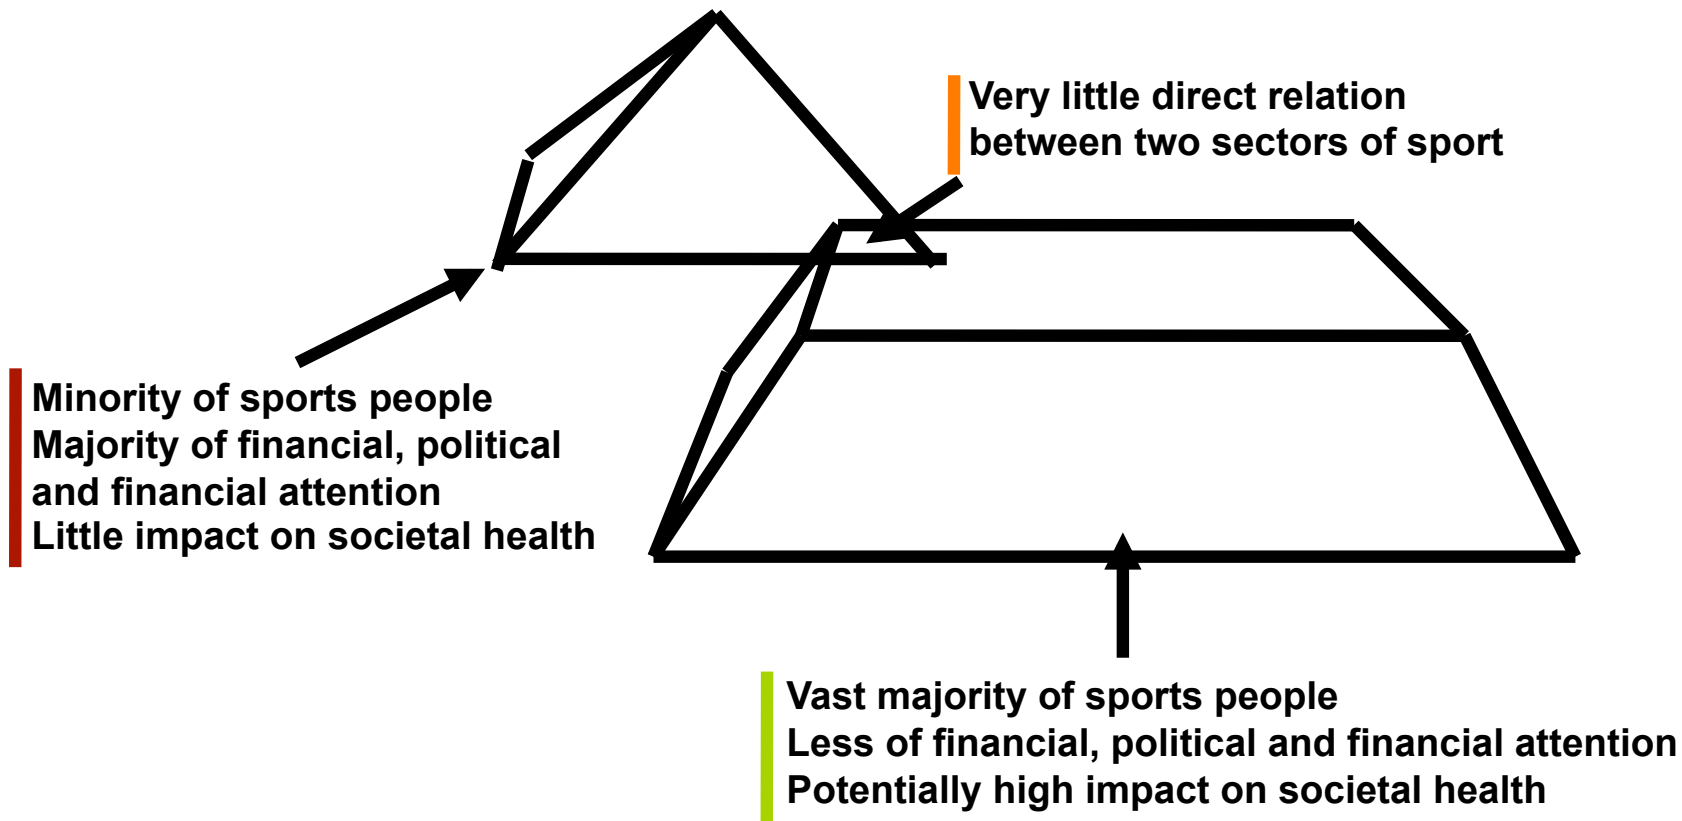 Very little direct relation
between two sectors of sport
Minority of sports people
Majority of financial, political
and financial attention
Little impact on societal health
Vast majority of sports people
Less of financial, political and financial attention
Potentially high impact on societal health